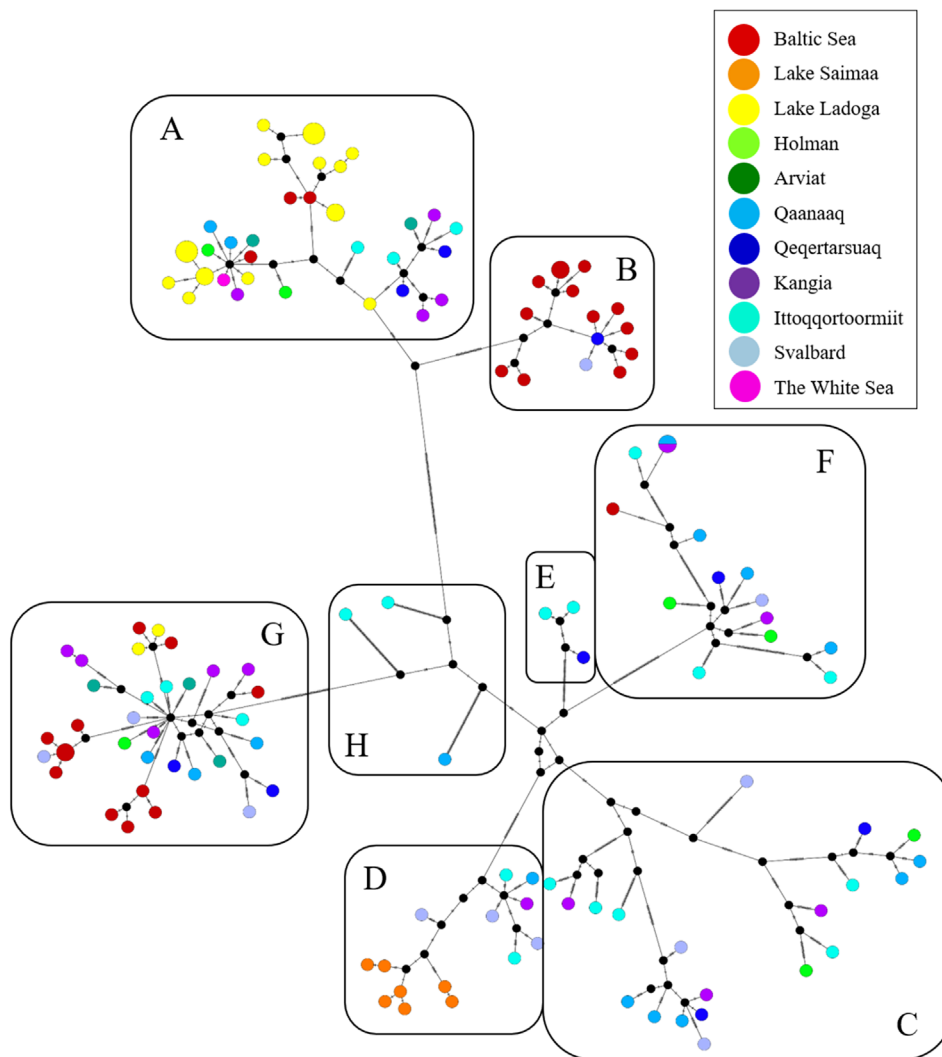 Baltic Sea
Lake Saimaa
Lake Ladoga
Holman
Arviat
Qaanaaq
Qeqertarsuaq
Kangia
Ittoqqortoormiit
Svalbard
The White Sea
A
B
F
E
G
H
D
C